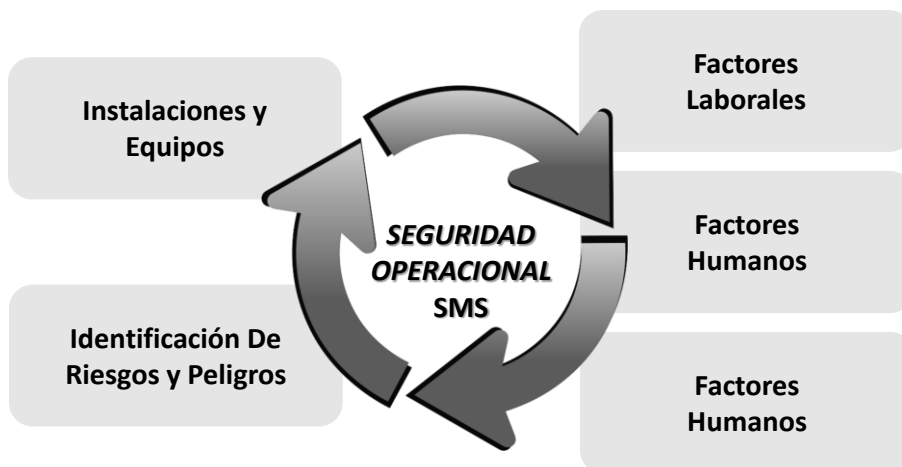 Instalaciones y
Equipos
Identificación De
Riesgos y Peligros
SEGURIDAD
OPERACIONAL
SMS
Factores
Laborales
Factores
Humanos
Factores
Humanos